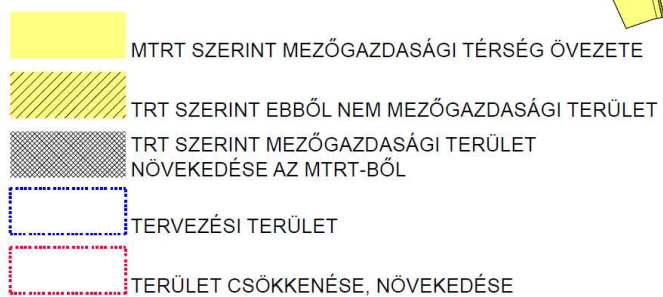 MTRT SZERINT MEZŐGAZDASÁGI TÉRSÉG ÖVEZETE
TRT SZERINT EBBŐL NEM MEZŐGAZDASÁGI TERÜLET
TRT SZERINT MEZŐGAZDASÁGI TERÜLET
NÖVEKEDÉSE AZ MTRT-BŐL
TERVEZÉSI TERÜLET
TERÜLET CSÖKKENÉSE, NÖVEKEDÉSE